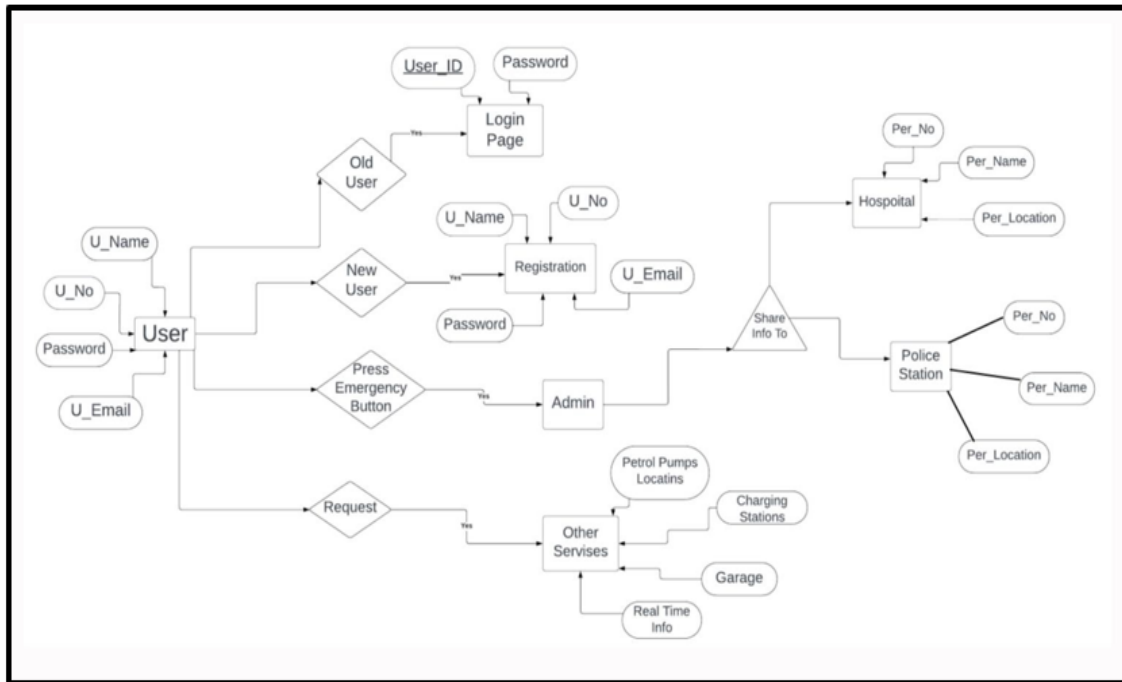 User_ID
Password
Login
Page
Yes
Old
User
Per_No
Per_Name
Hospoital
Per_Location
U_Name
U_No
Registration
U_Email
Password
New
User
Yes
U_Name
U_No
User
Password
U_Email
Share
Info To
Per_No
Police
Station
Per_Name
Per_Location
Press
Emergency
Button
Yes
Admin
Petrol Pumps
Locatins
Charging
Stations
Request
Yes
Other
Servises
Garage
Real Time
Info